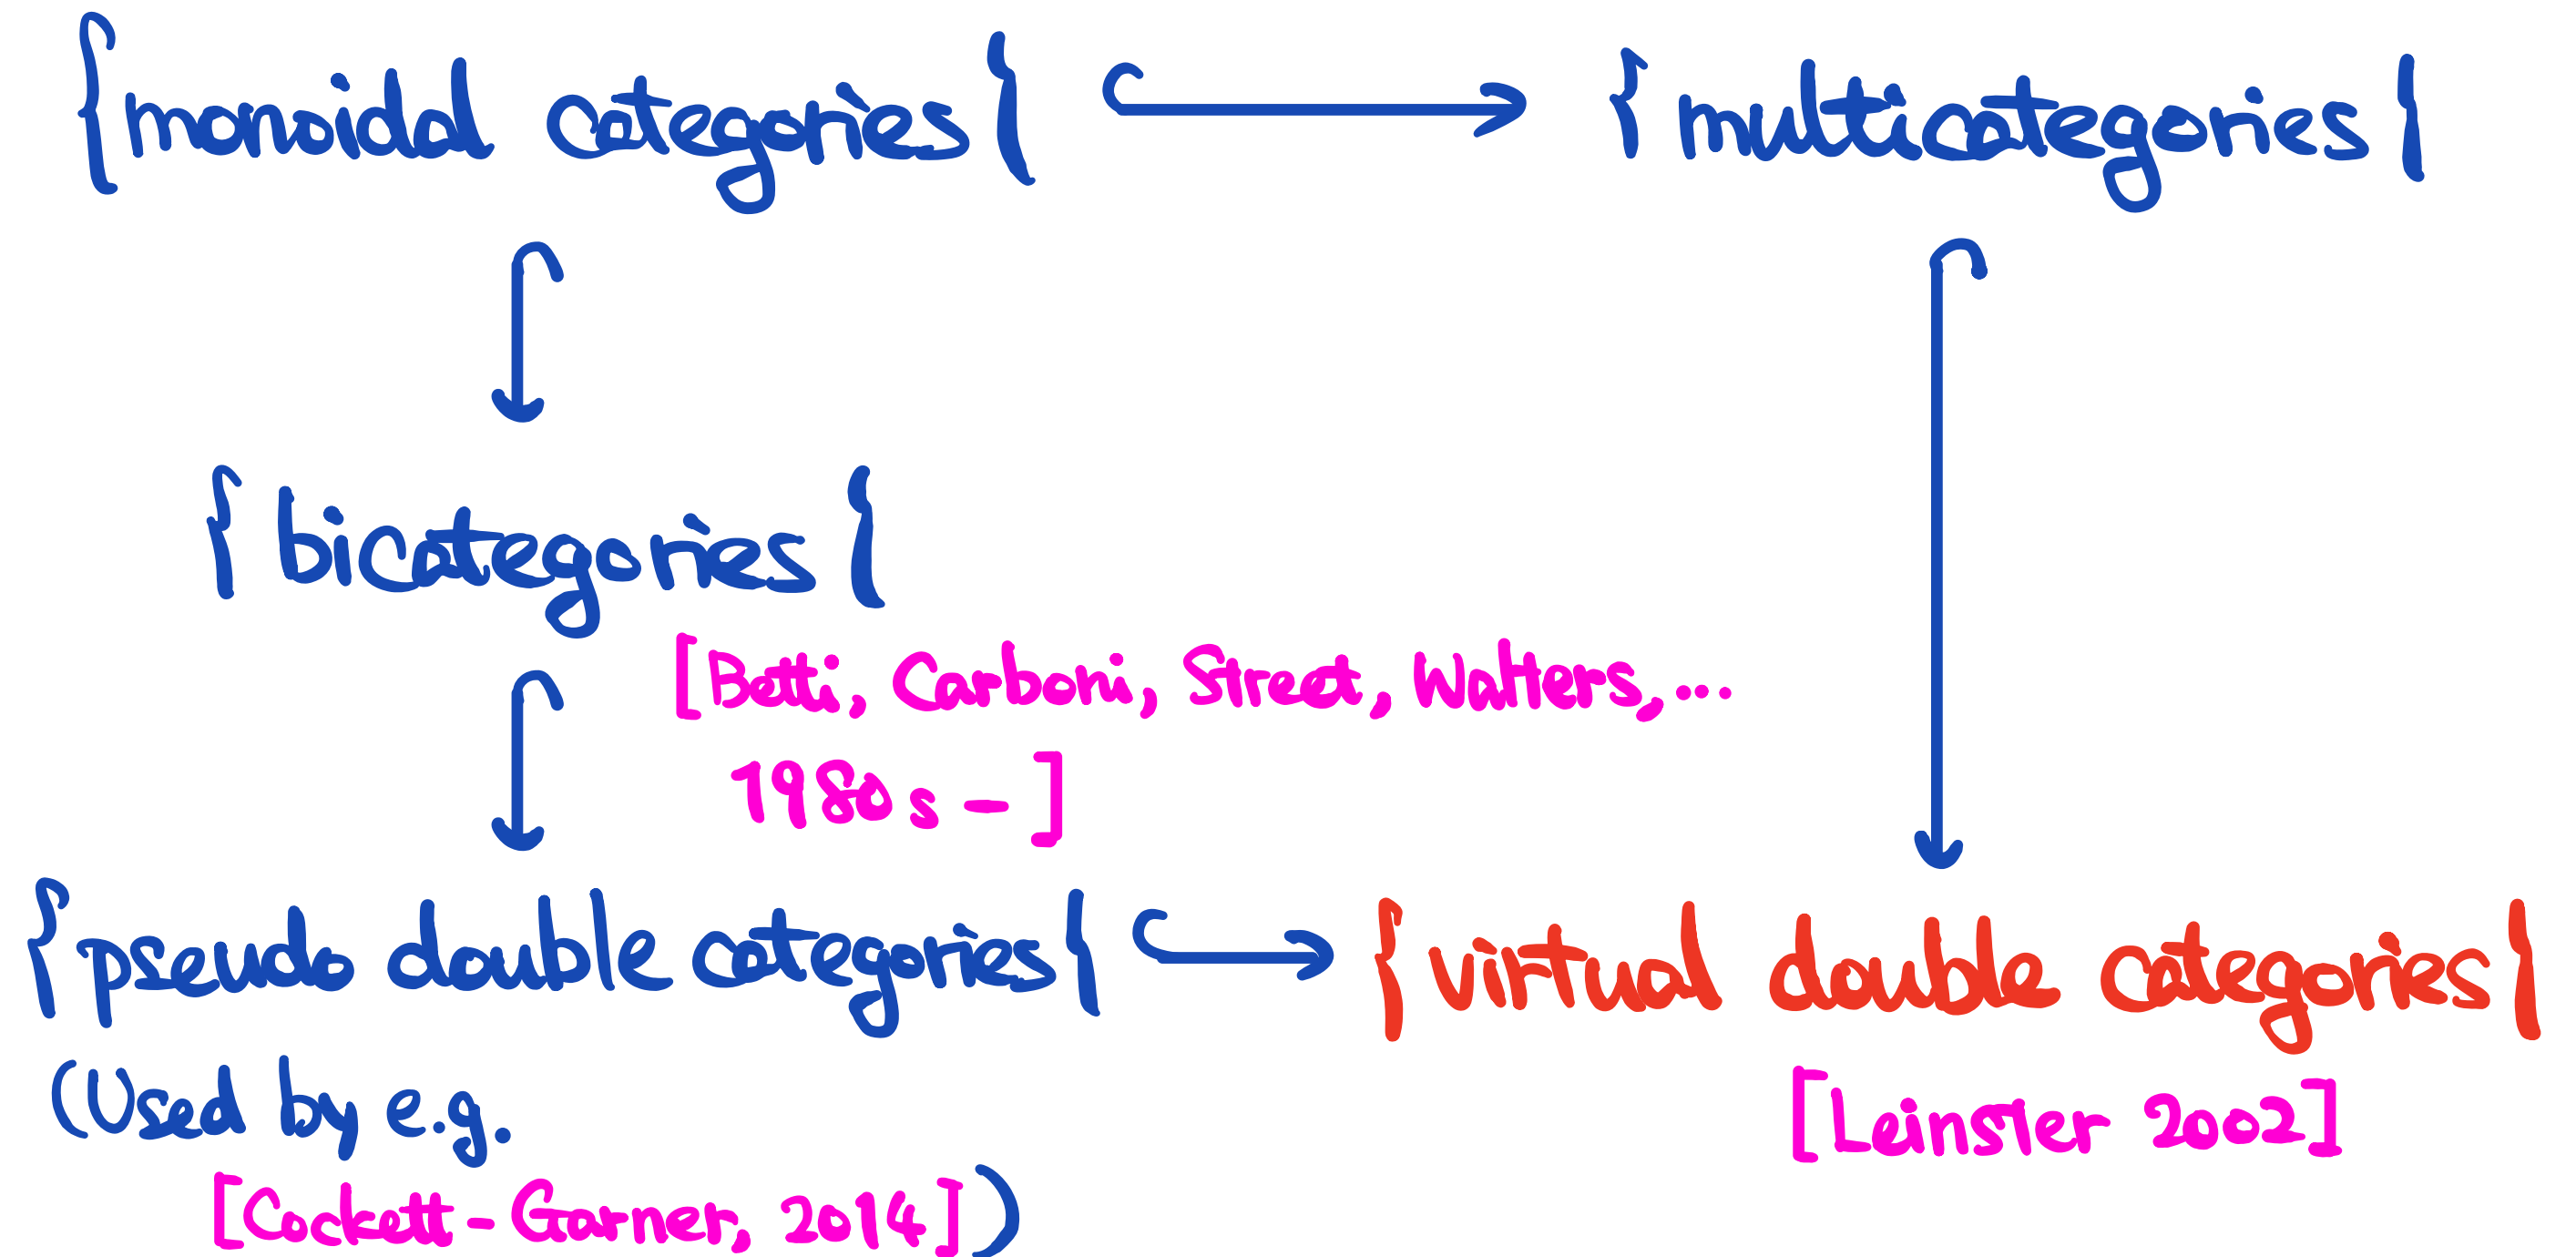 {monoidal categories} ↪ {multicategories}
{bicategories}
[Betti, Carboni, Street, Walters, ...
1980s - ]
{pseudo double categories} ↪ {virtual double categories}
(Used by e.g. [Leinster 2002]
[Cockett-Garner, 2014])